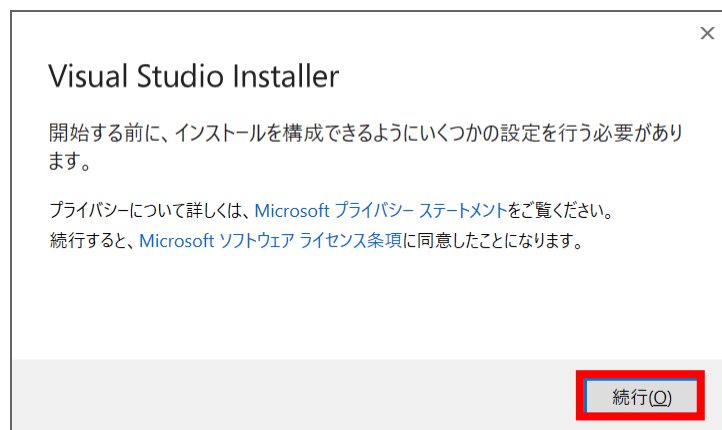 Visual Studio Installer
開始する前に、インストールを構成できるようにいくつかの設定を行う必要があり
ます。
プライバシーについて詳しくは、Microsoft プライバシー ステートメントをご覧ください。
続行すると、Microsoft ソフトウェア ライセンス条項に同意したことになります。
続行(O)